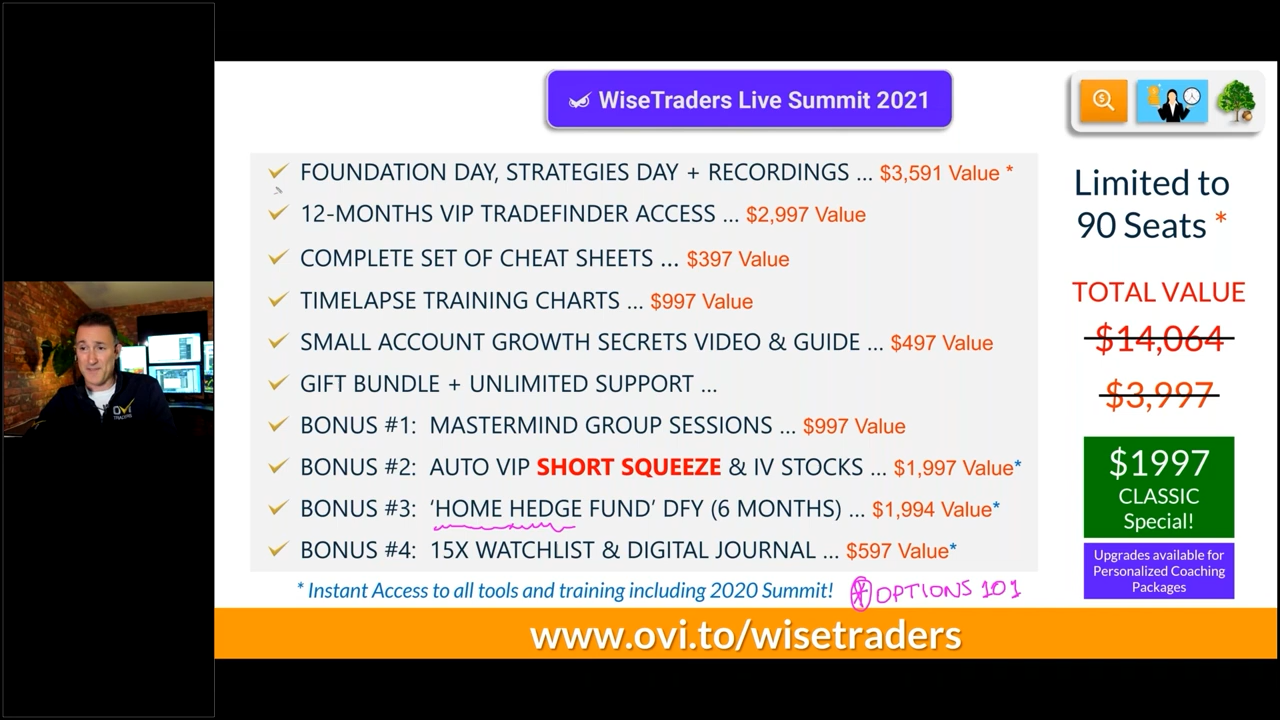 WiseTraders Live Summit 2021
FOUNDATION DAY, STRATEGIES DAY + RECORDINGS ... $3,591 Value *
12-MONTHS VIP TRADEFINDER ACCESS ... $2,997 Value
COMPLETE SET OF CHEAT SHEETS ... $397 Value
TIMELAPSE TRAINING CHARTS ... $997 Value
SMALL ACCOUNT GROWTH SECRETS VIDEO & GUIDE ... $497 Value
GIFT BUNDLE + UNLIMITED SUPPORT ...
BONUS #1: MASTERMIND GROUP SESSIONS ... $997 Value
BONUS #2: AUTO VIP SHORT SQUEEZE & IV STOCKS ... $1,997 Value*
BONUS #3: ‘HOME HEDGE FUND’ DFY (6 MONTHS) ... $1,994 Value*
BONUS #4: 15X WATCHLIST & DIGITAL JOURNAL ... $597 Value*
* Instant Access to all tools and training including 2020 Summit!
* OPTIONS 101
Limited to
90 Seats *
TOTAL VALUE
$14,064
$3,997
$1997
CLASSIC
Special!
Upgrades available for
Personalized Coaching
Packages
www.ovi.to/wisetraders
OVI